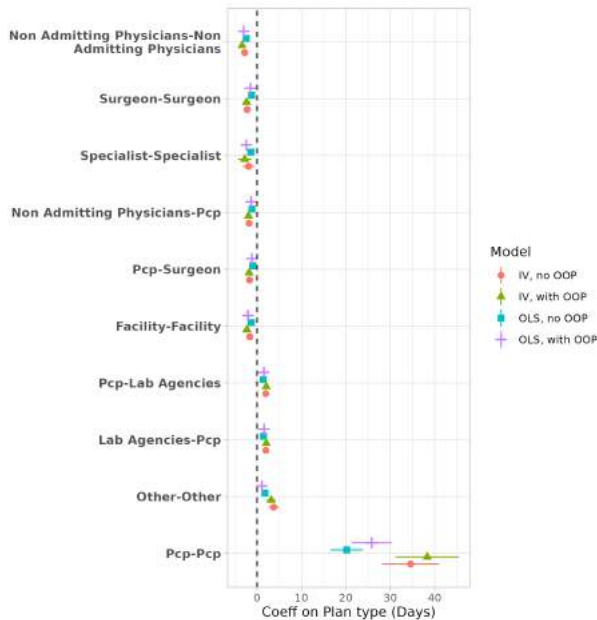 Non Admitting Physicians-Non
Admitting Physicians
Surgeon-Surgeon
Specialist-Specialist
Non Admitting Physicians-Pcp
Pcp-Surgeon
Facility-Facility
Pcp-Lab Agencies
Lab Agencies-Pcp
Other-Other
Pcp-Pcp
0 10 20 30 40
Coeff on Plan type (Days)
Model
IV, no OOP
IV, with OOP
OLS, no OOP
OLS, with OOP